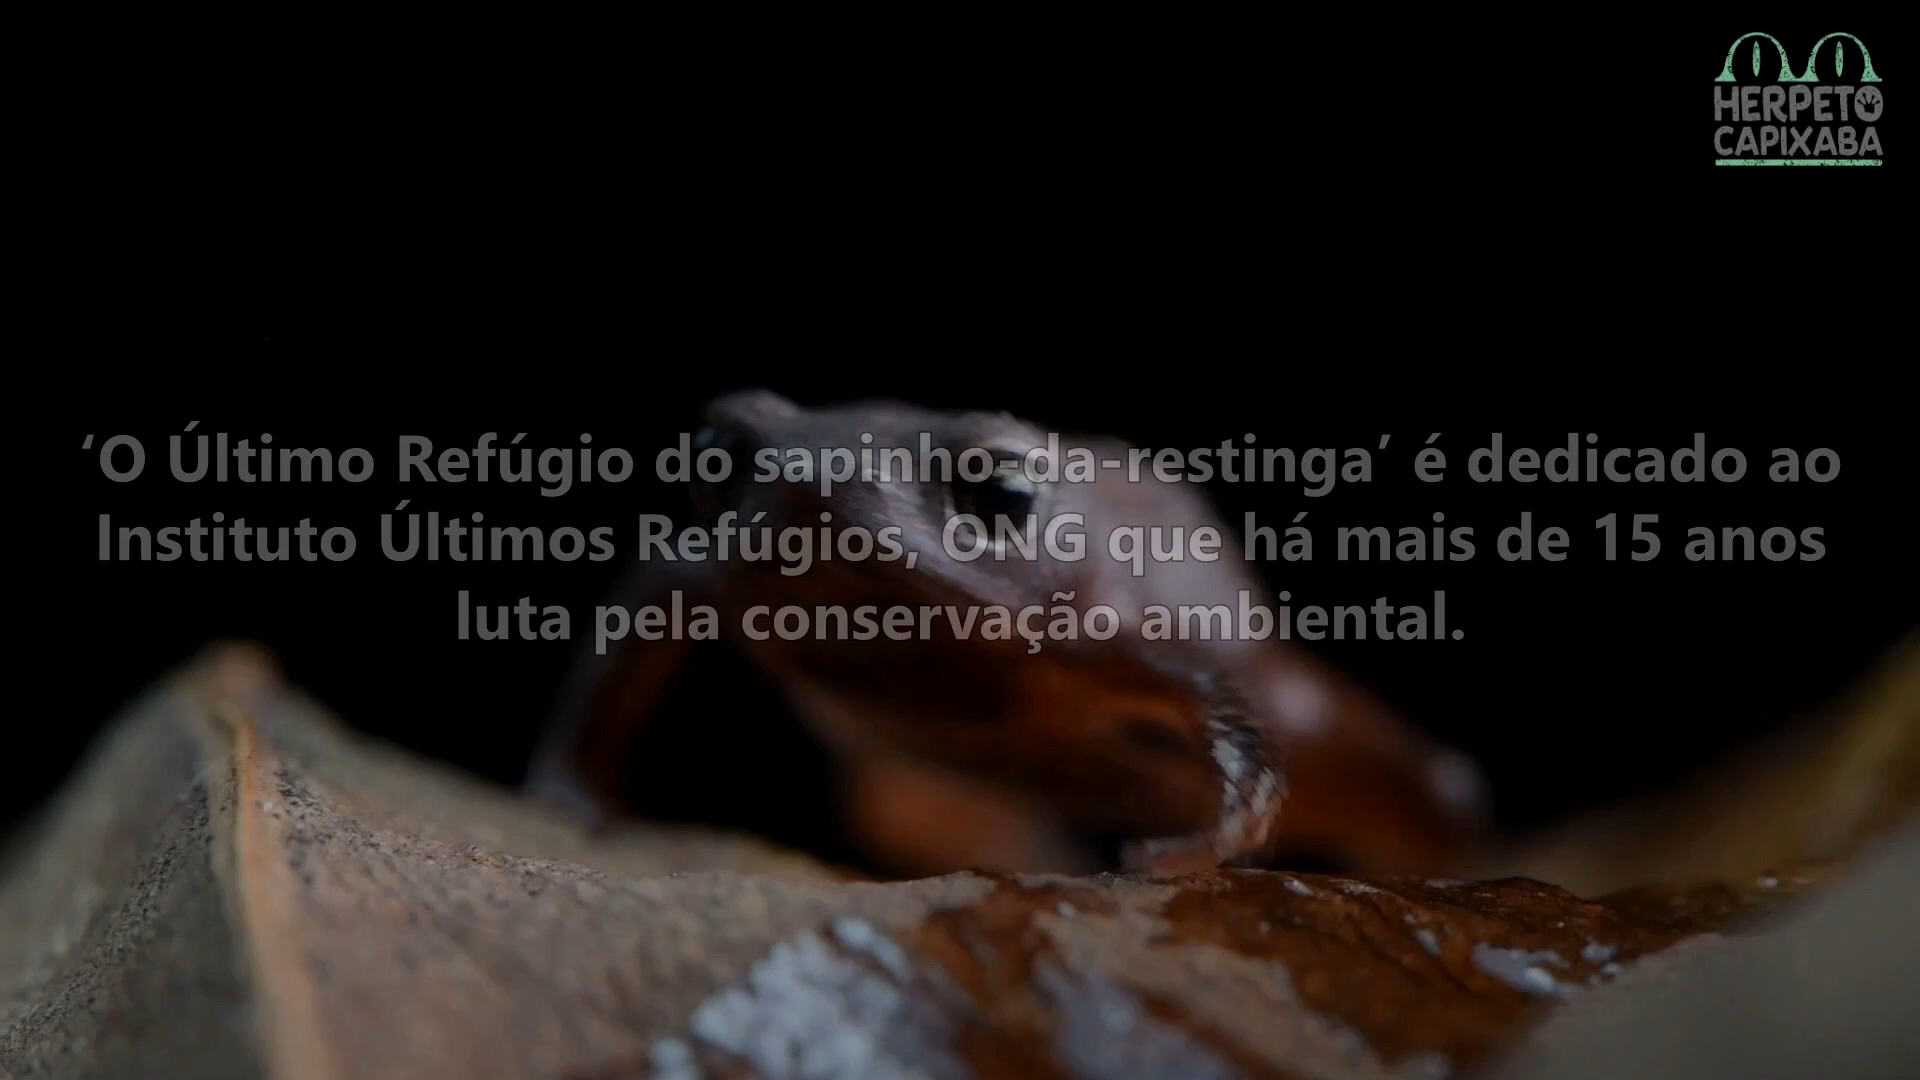 HERPETO
CAPIXABA
‘O Último Refúgio do sapinho-da-restinga’ é dedicado ao
Instituto Últimos Refúgios, ONG que há mais de 15 anos
luta pela conservação ambiental.